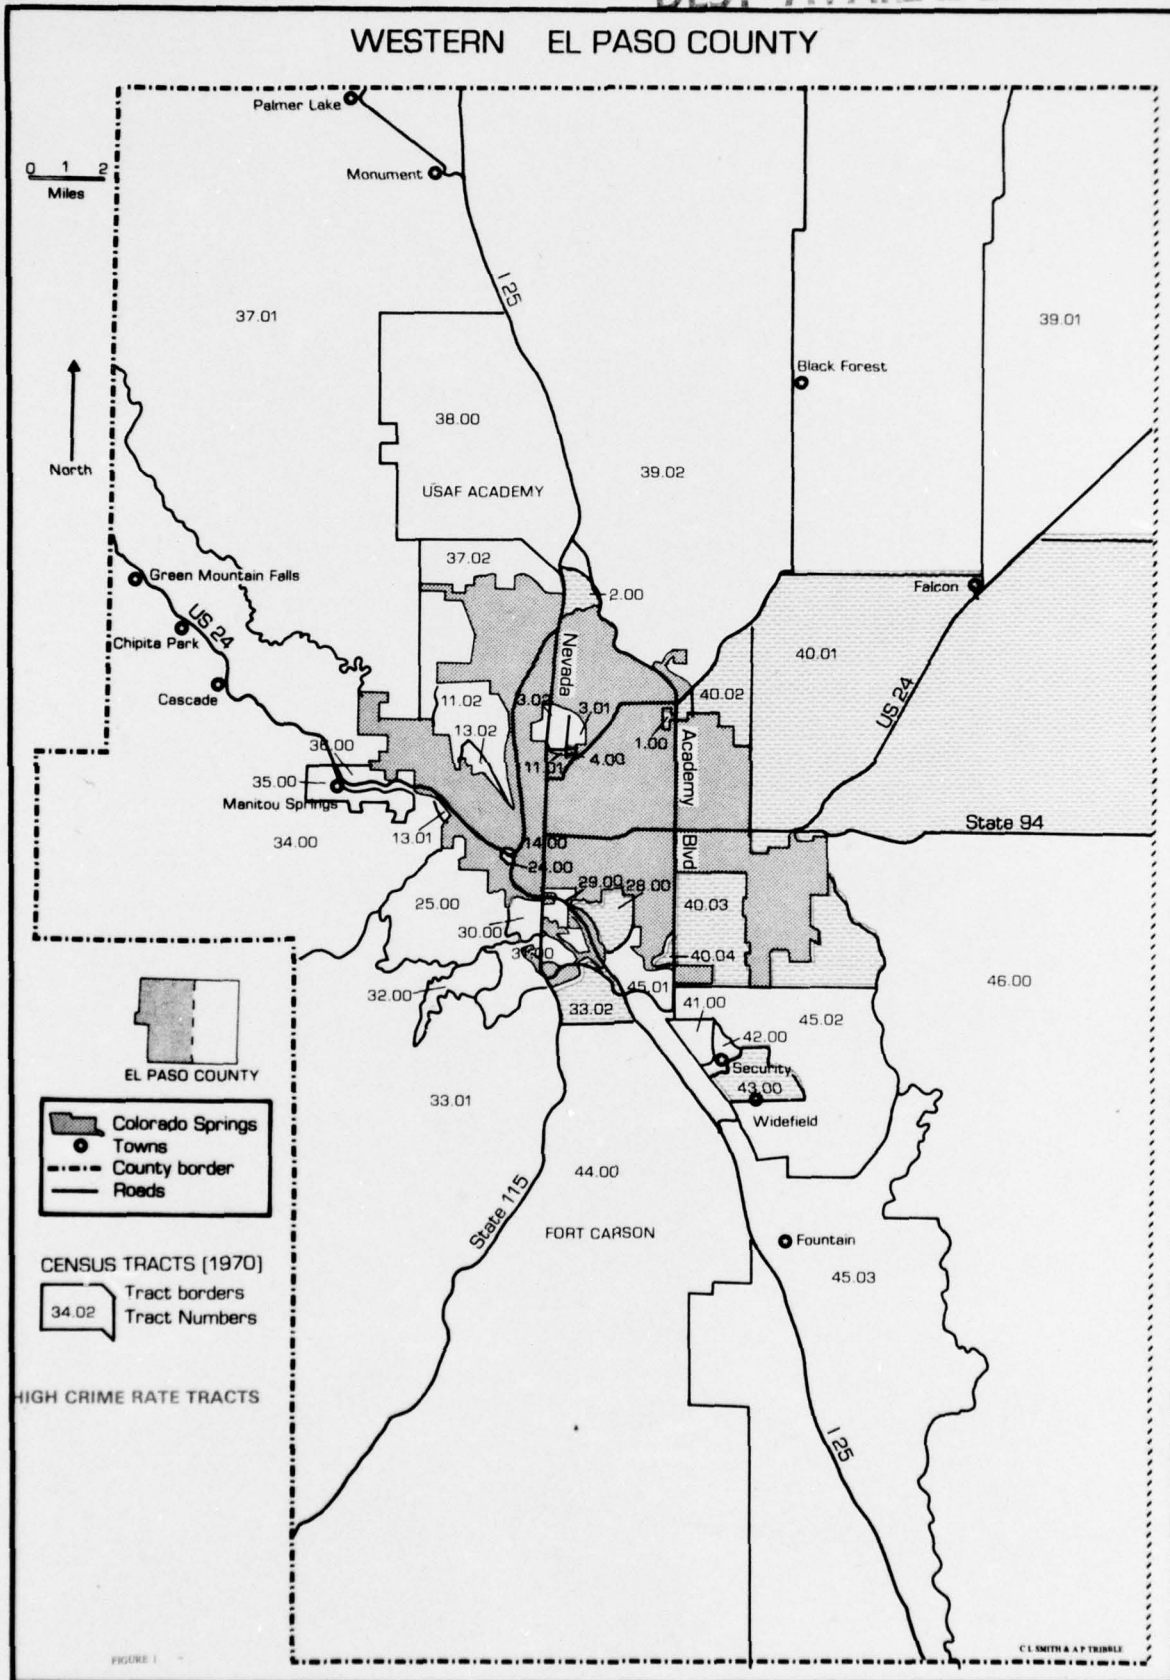 WESTERN EL PASO COUNTY
Palmer Lake
0 1 2
Miles
Monument
I 25
37.01
39.01
North
Black Forest
38.00
39.02
USAF ACADEMY
37.02
Green Mountain Falls
2.00
Falcon
US 24
Chipita Park
Nevada
40.01
Cascade
11.02
3.02
3.01
40.02
US 24
13.02
1.00
Academy
36.00
11.01
4.00
35.00
Manitou Springs
State 94
13.01
34.00
14.00
Blvd
24.00
29.00
28.00
25.00
40.03
30.00
31.00
40.04
46.00
32.00
45.01
41.00
33.02
45.02
42.00
EL PASO COUNTY
Security
43.00
33.01
Widefield
Colorado Springs
Towns
County border
Roads
44.00
State 115
FORT CARSON
Fountain
CENSUS TRACTS [1970]
45.03
Tract borders
34.02
Tract Numbers
HIGH CRIME RATE TRACTS
I 25
C L SMITH & A P TRIBBLE
FIGURE 1